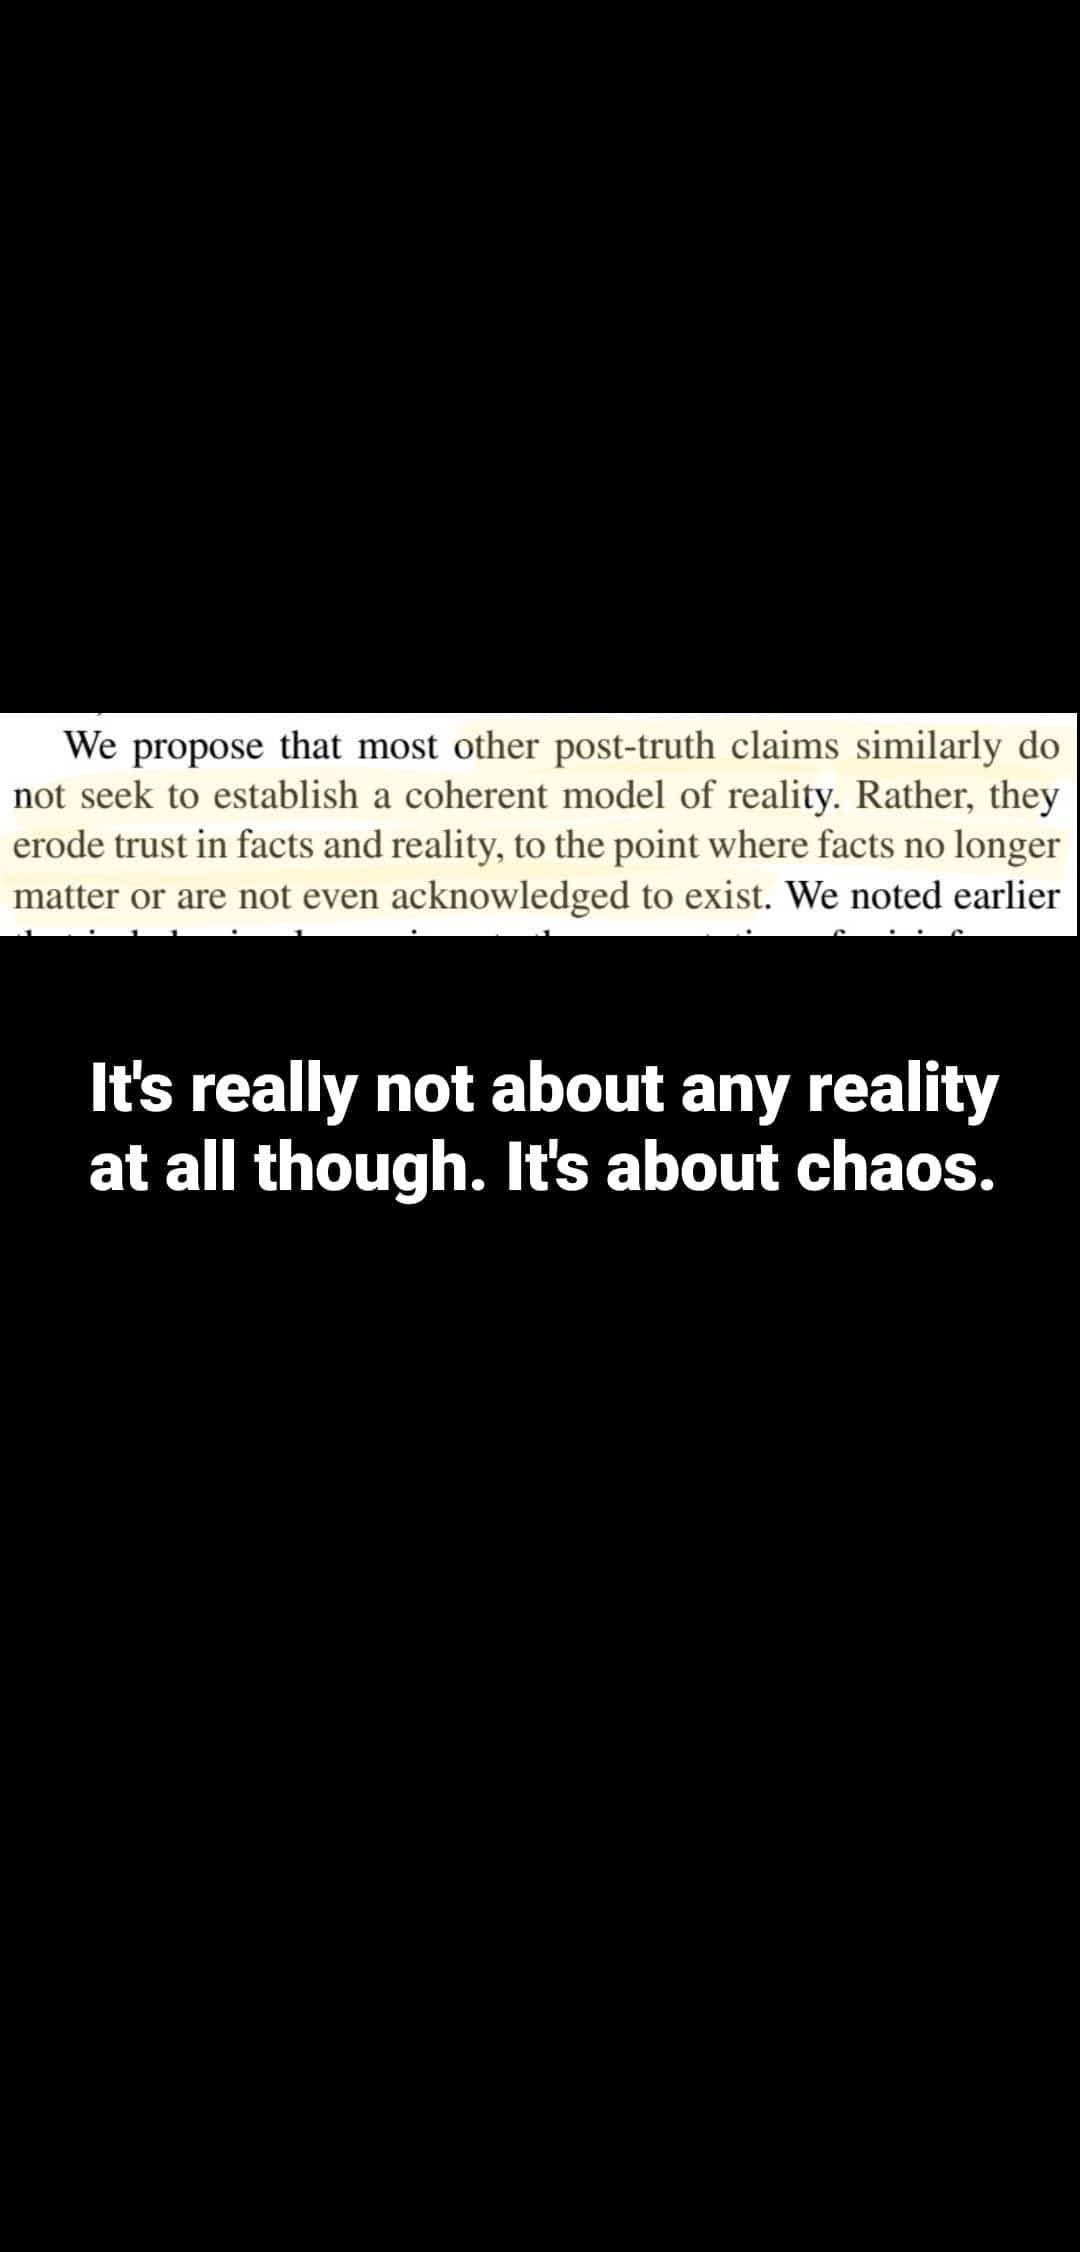 We propose that most other post-truth claims similarly do
not seek to establish a coherent model of reality. Rather, they
erode trust in facts and reality, to the point where facts no longer
matter or are not even acknowledged to exist. We noted earlier
It's really not about any reality
at all though. It's about chaos.